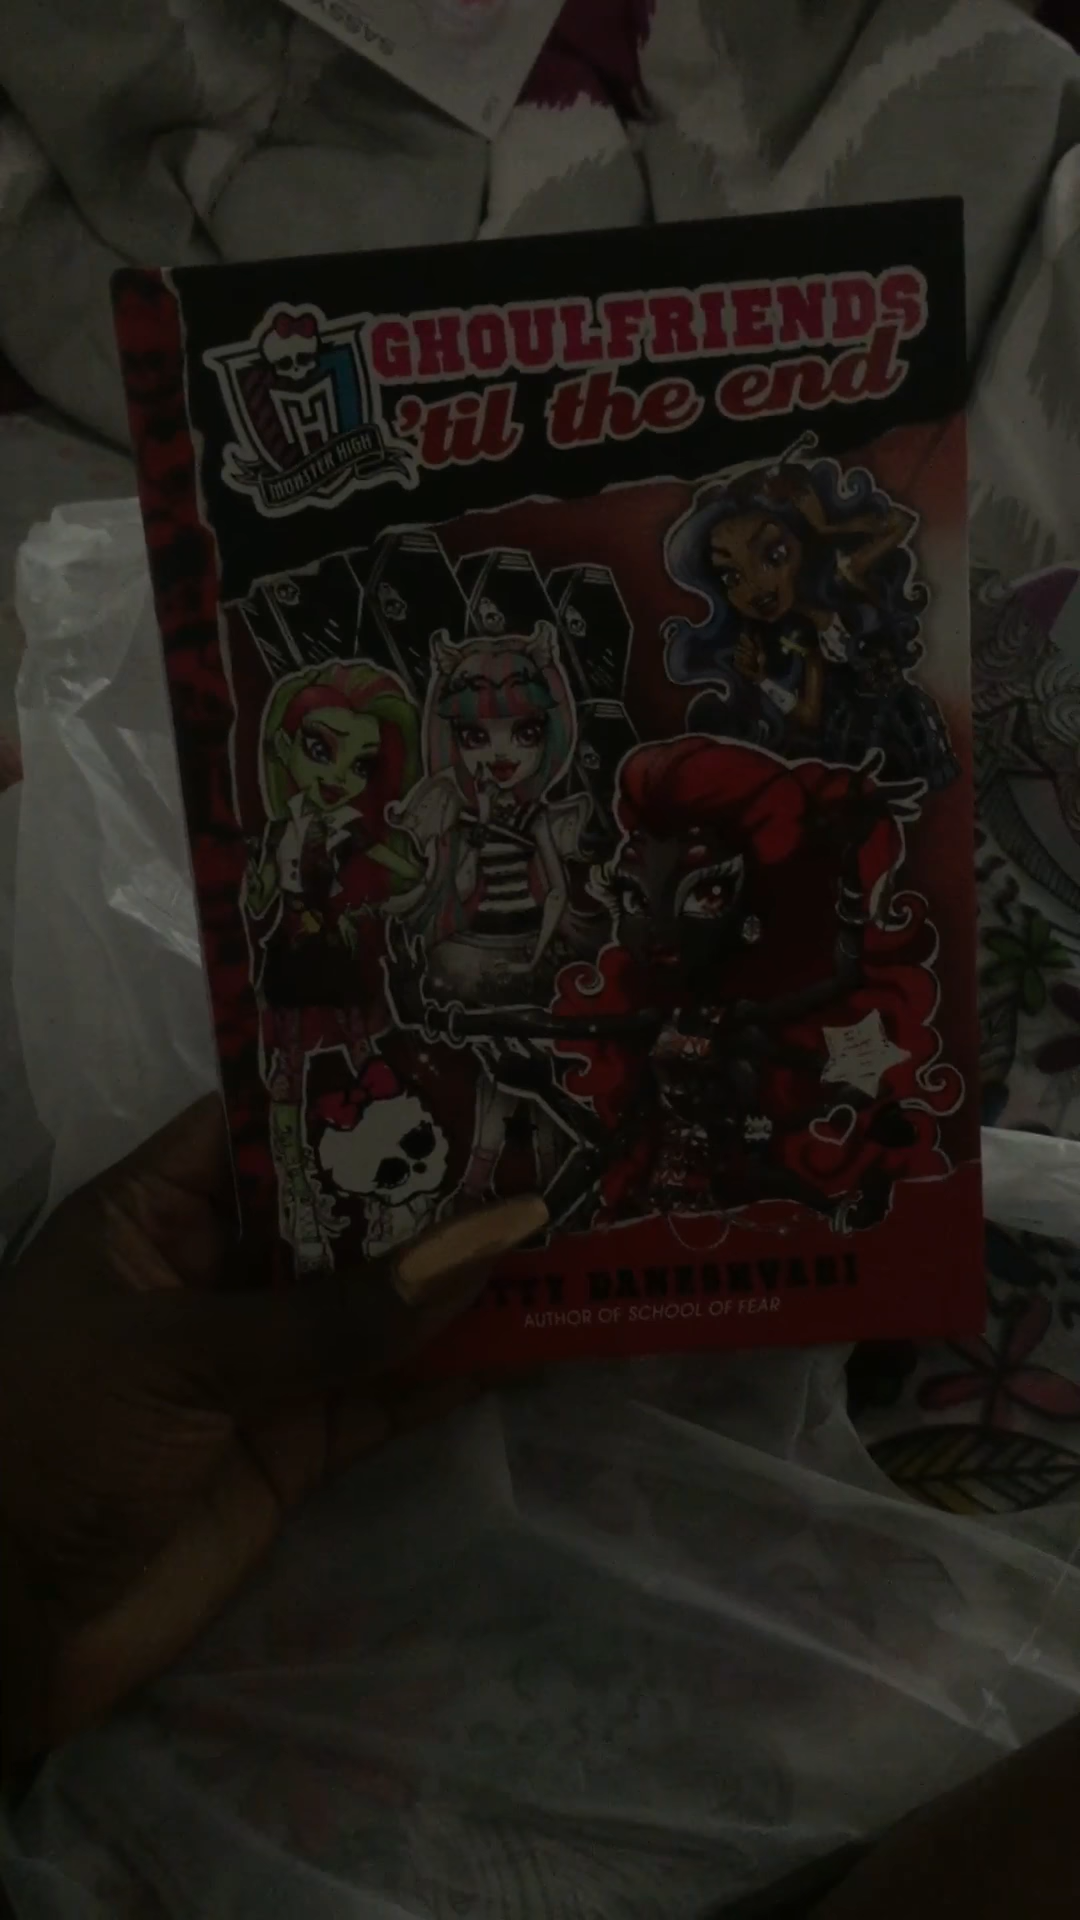 GHOULFRIENDS
'til the end
H
MONSTER HIGH
DANESHVARI
AUTHOR OF SCHOOL OF FEAR